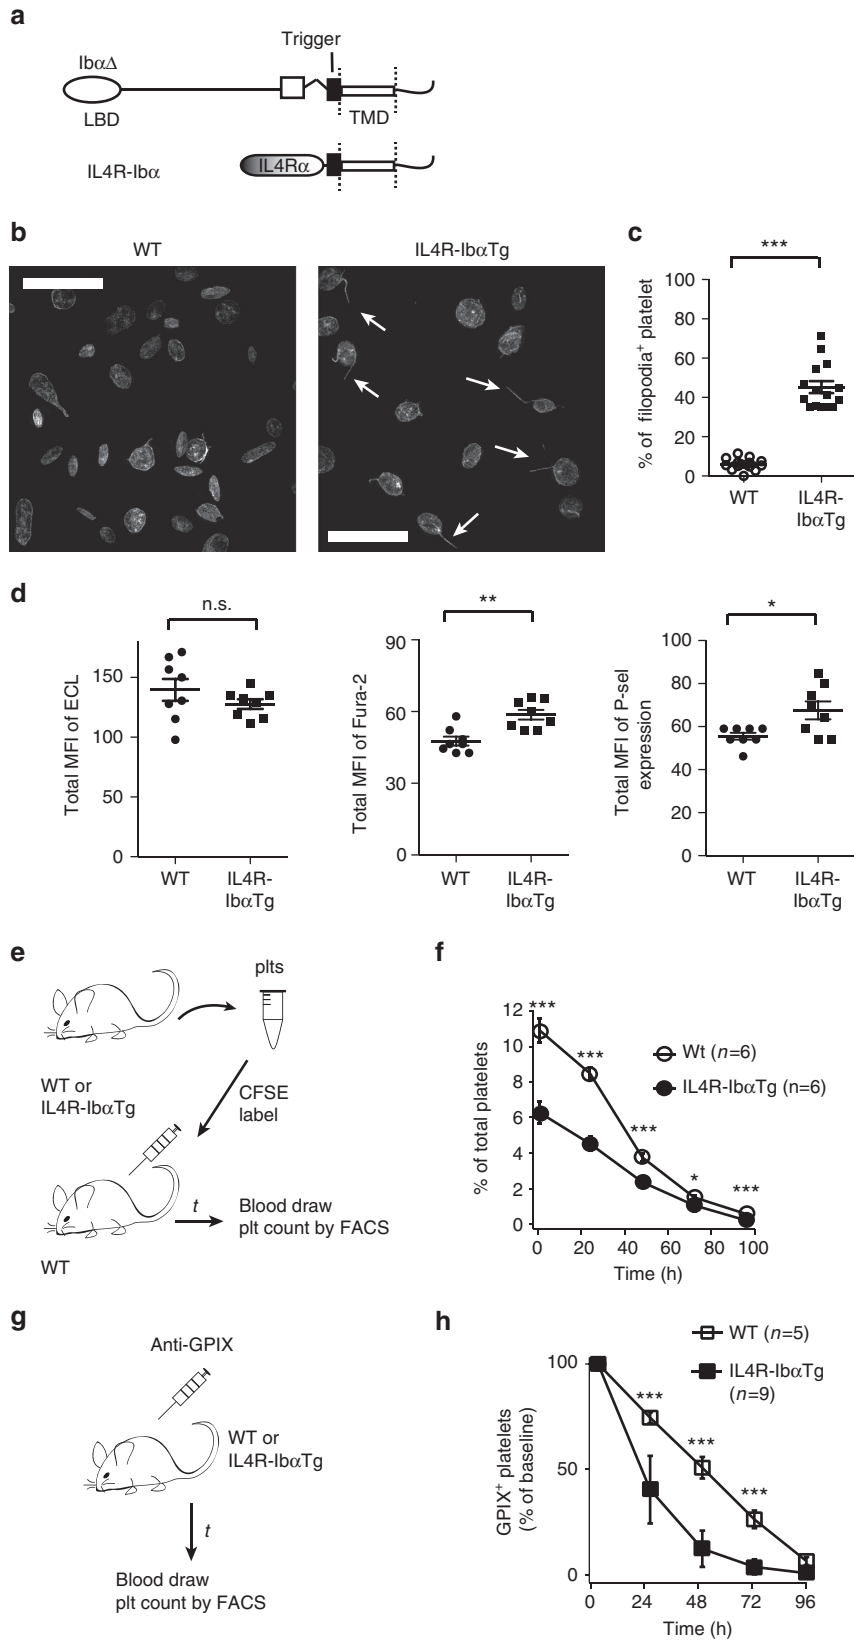 a
Trigger
IbαΔ
LBD
TMD
IL4R-Ibα
IL4Rα
b
WT
IL4R-IbαTg
c
***
% of filopodia⁺ platelet
100
80
60
40
20
0
WT
IL4R-
IbαTg
d
n.s.
Total MFI of ECL
150
100
50
0
WT
IL4R-
IbαTg
**
Total MFI of Fura-2
90
60
30
0
WT
IL4R-
IbαTg
*
Total MFI of P-sel
expression
100
80
60
40
20
0
WT
IL4R-
IbαTg
e
plts
WT or
IL4R-IbαTg
CFSE
label
t
Blood draw
plt count by FACS
WT
f
% of total platelets
12
10
8
6
4
2
0
***
***
***
*
***
Wt (n=6)
IL4R-IbαTg (n=6)
0 20 40 60 80 100
Time (h)
g
Anti-GPIX
WT or
IL4R-IbαTg
t
Blood draw
plt count by FACS
h
WT (n=5)
IL4R-IbαTg
(n=9)
GPIX⁺ platelets
(% of baseline)
100
50
0
***
***
***
0 24 48 72 96
Time (h)